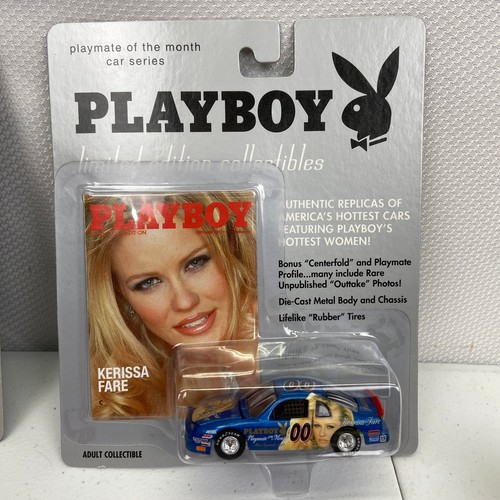 playmate of the month
car series
PLAYBOY
limited edition collectibles
PLAYBOY
AUTHENTIC REPLICAS OF
AMERICA'S HOTTEST CARS
FEATURING PLAYBOY'S
HOTTEST WOMEN!
Bonus "Centerfold" and Playmate
Profile...many include Rare
Unpublished "Outtake" Photos!
Die-Cast Metal Body and Chassis
Lifelike "Rubber" Tires
KERISSA
FARE
PLAYBOY
00
ADULT COLLECTIBLE